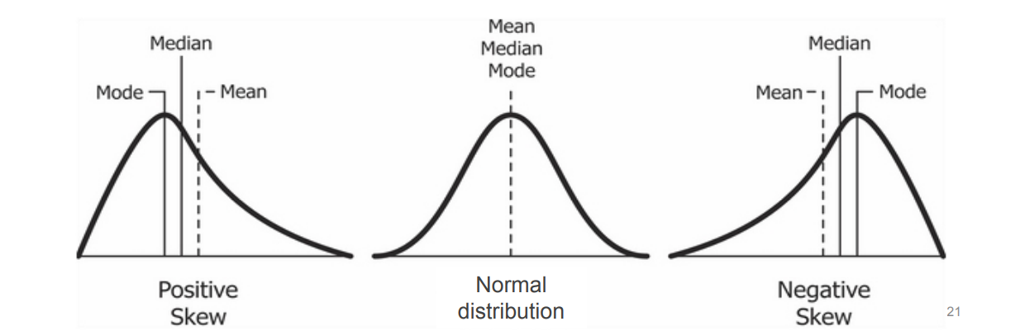 Median
Mode
Mean
Positive
Skew
Mean
Median
Mode
Normal
distribution
Median
Mean
Mode
Negative
Skew
21